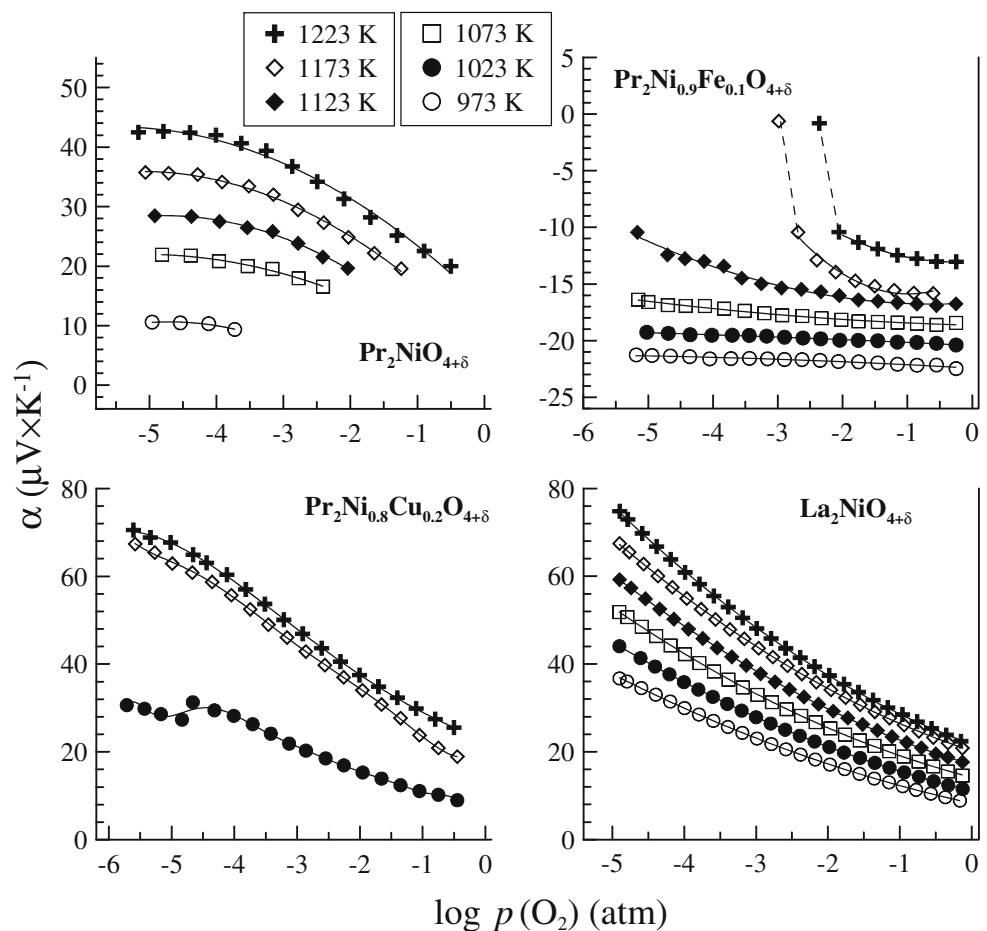 1223 K 1073 K
1173 K 1023 K
1123 K 973 K
Pr₂NiO₄₊δ
50
40
30
20
10
0
-5 -4 -3 -2 -1 0
Pr₂Ni₀.₉Fe₀.₁O₄₊δ
5
0
-5
-10
-15
-20
-25
-6 -5 -4 -3 -2 -1 0
α (μV×K⁻¹)
Pr₂Ni₀.₈Cu₀.₂O₄₊δ
80
60
40
20
0
-6 -5 -4 -3 -2 -1 0
La₂NiO₄₊δ
80
60
40
20
0
-5 -4 -3 -2 -1 0
log p(O₂) (atm)